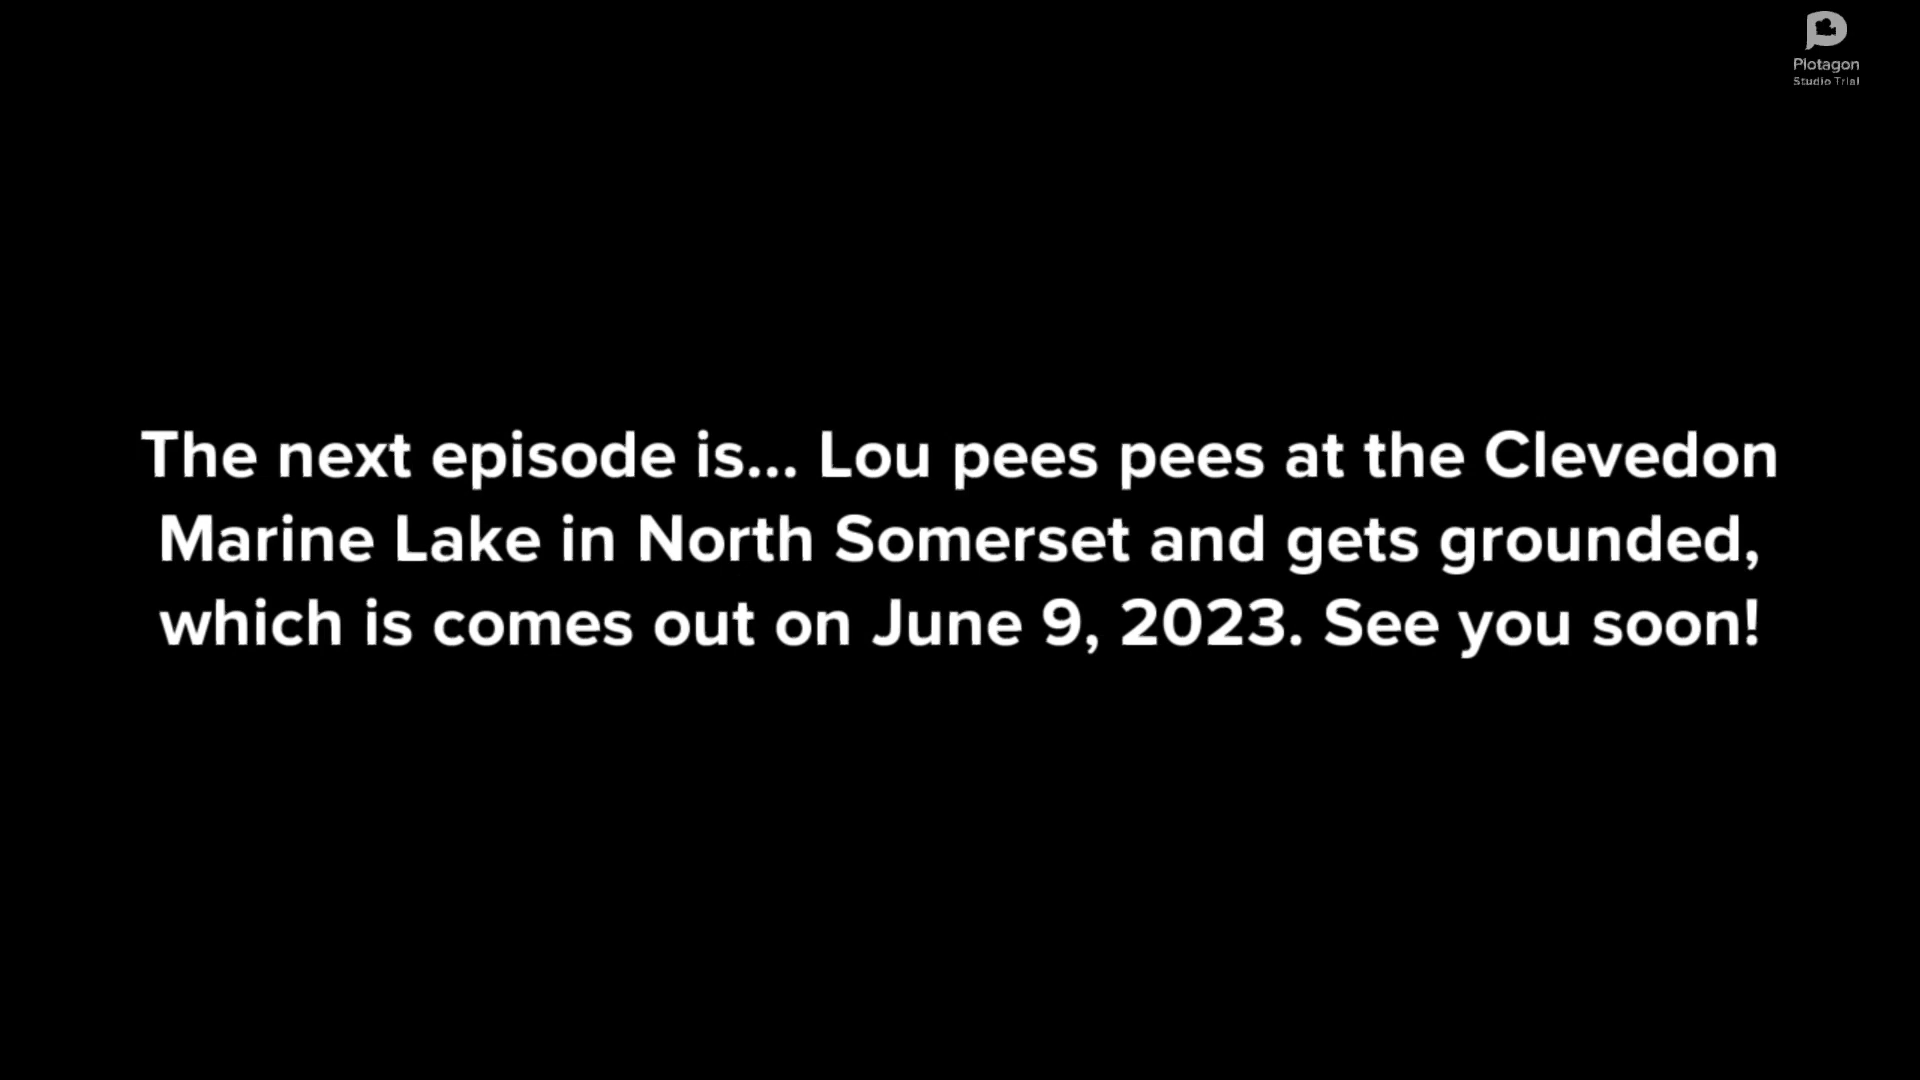 Plotagon
Studio Trial
The next episode is... Lou pees pees at the Clevedon
Marine Lake in North Somerset and gets grounded,
which is comes out on June 9, 2023. See you soon!